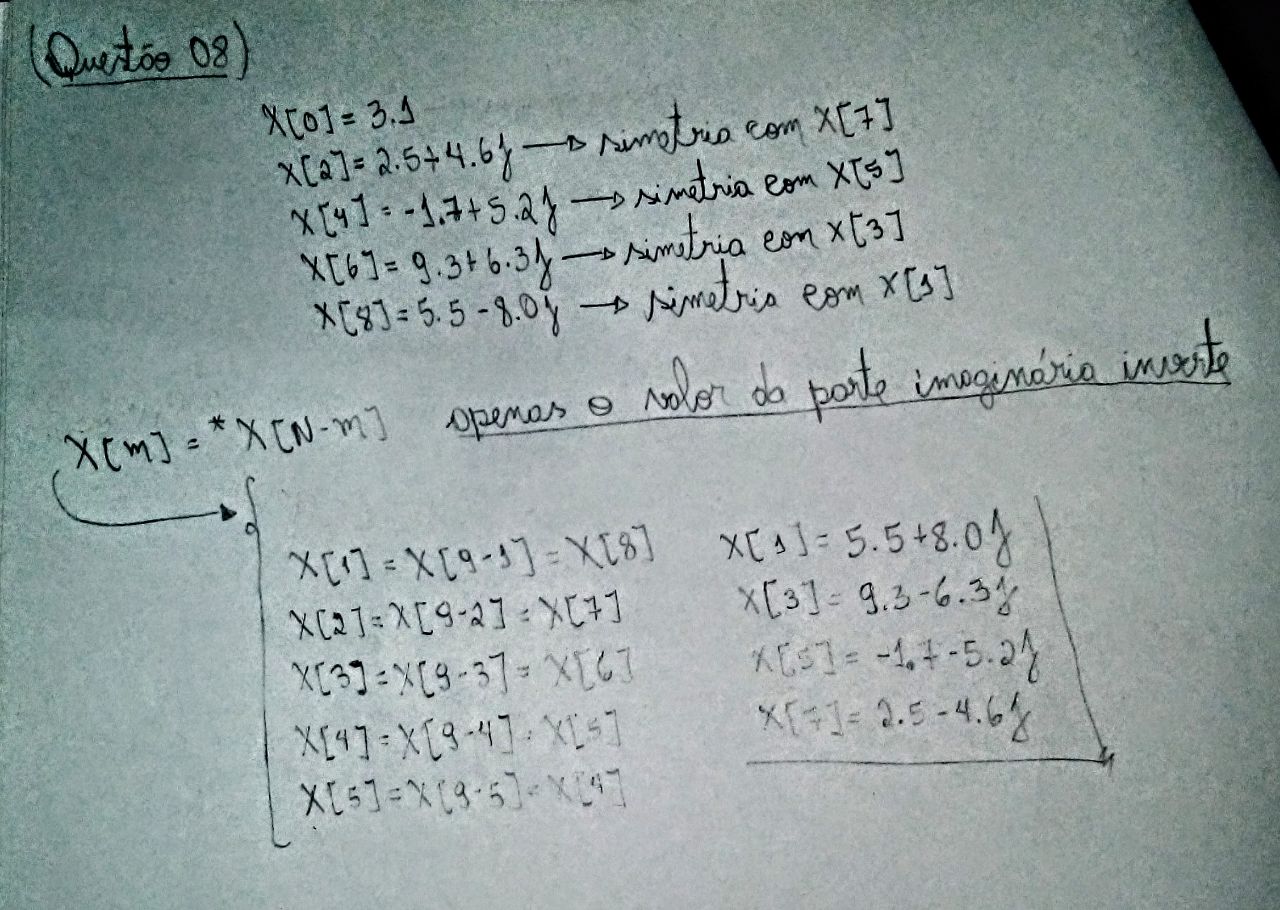 (Questão 08)
X[0] = 3.1
X[2] = 2.5+4.6j → simetria com X[7]
X[4] = -1.7+5.2j → simetria com X[5]
X[6] = 9.3+6.3j → simetria com X[3]
X[8] = 5.5-8.0j → simetria com X[1]
X[m] = *X[N-m] apenas o valor da parte imaginária inverte
X[1] = X[9-1] = X[8] X[1] = 5.5+8.0j
X[2] = X[9-2] = X[7] X[3] = 9.3-6.3j
X[3] = X[9-3] = X[6] X[5] = -1.7-5.2j
X[4] = X[9-4] = X[5] X[7] = 2.5-4.6j
X[5] = X[9-5] = X[4]